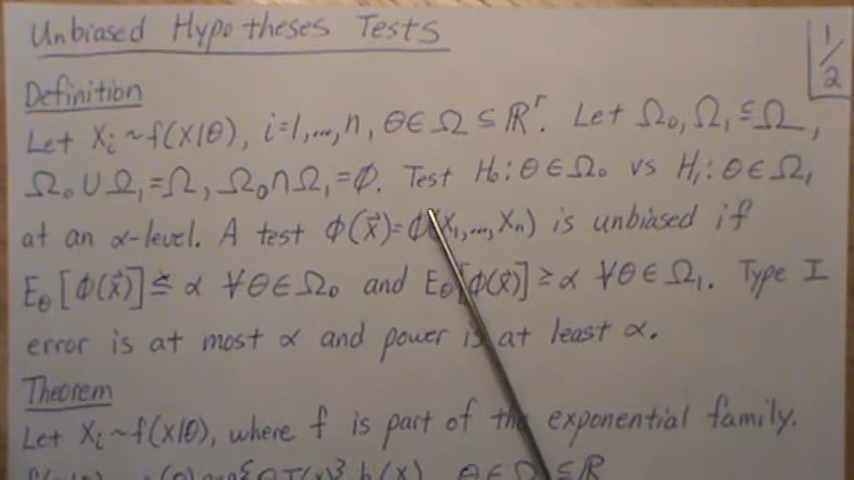 Unbiased Hypotheses Tests
1/2
Definition
Let Xi ~ f(x|θ), i=1,...,n, θ∈Ω⊆ℝ^r. Let Ω₀,Ω₁⊆Ω,
Ω₀∪Ω₁=Ω, Ω₀∩Ω₁=∅. Test H₀: θ∈Ω₀ vs H₁: θ∈Ω₁
at an α-level. A test ϕ(x⃗)=ϕ(X₁,...,Xn) is unbiased if
E_θ[ϕ(x⃗)] ≤ α ∀θ∈Ω₀ and E_θ[ϕ(x⃗)] ≥ α ∀θ∈Ω₁. Type I
error is at most α and power is at least α.
Theorem
Let Xi ~ f(x|θ), where f is part of the exponential family.